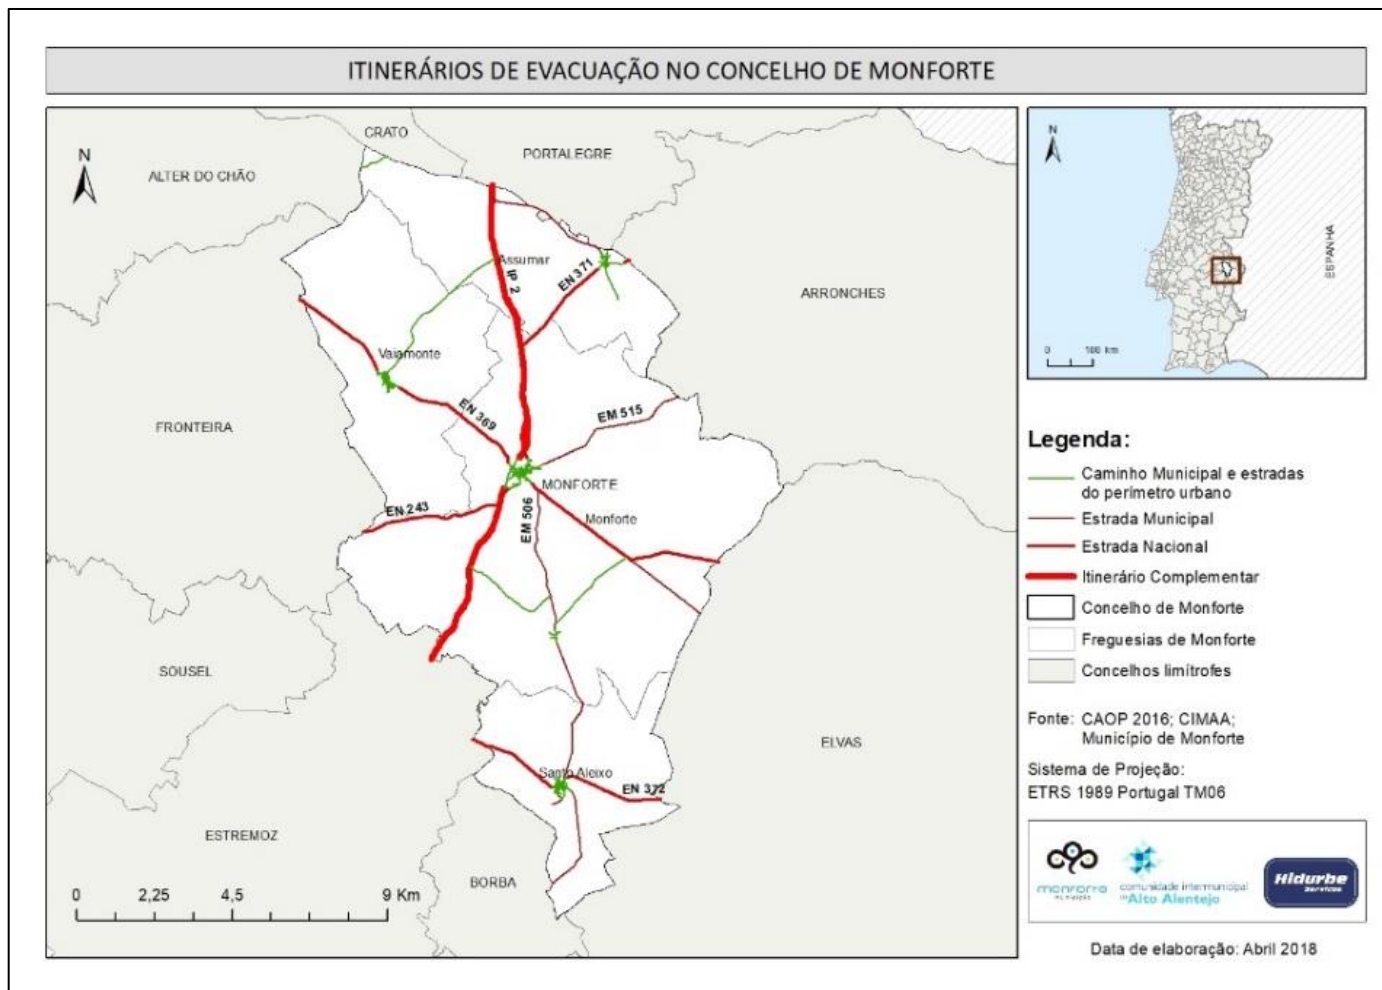 ITINERÁRIOS DE EVACUAÇÃO NO CONCELHO DE MONFORTE
N
CRATO
PORTALEGRE
ALTER DO CHÃO
Assumar
IP 2
EN 371
ARRONCHES
Vaiamonte
EN 369
EM 515
FRONTEIRA
MONFORTE
EN 243
EM 506
Monforte
SOUSEL
ELVAS
Santo Aleixo
EN 372
ESTREMOZ
BORBA
0 2,25 4,5 9 Km
N
ESPANHA
0 100 km
Legenda:
Caminho Municipal e estradas
do perímetro urbano
Estrada Municipal
Estrada Nacional
Itinerário Complementar
Concelho de Monforte
Freguesias de Monforte
Concelhos limítrofes
Fonte: CAOP 2016; CIMAA;
Município de Monforte
Sistema de Projeção:
ETRS 1989 Portugal TM06
comunidade intermunicipal
Alto Alentejo
Hidurbe
Services
Data de elaboração: Abril 2018